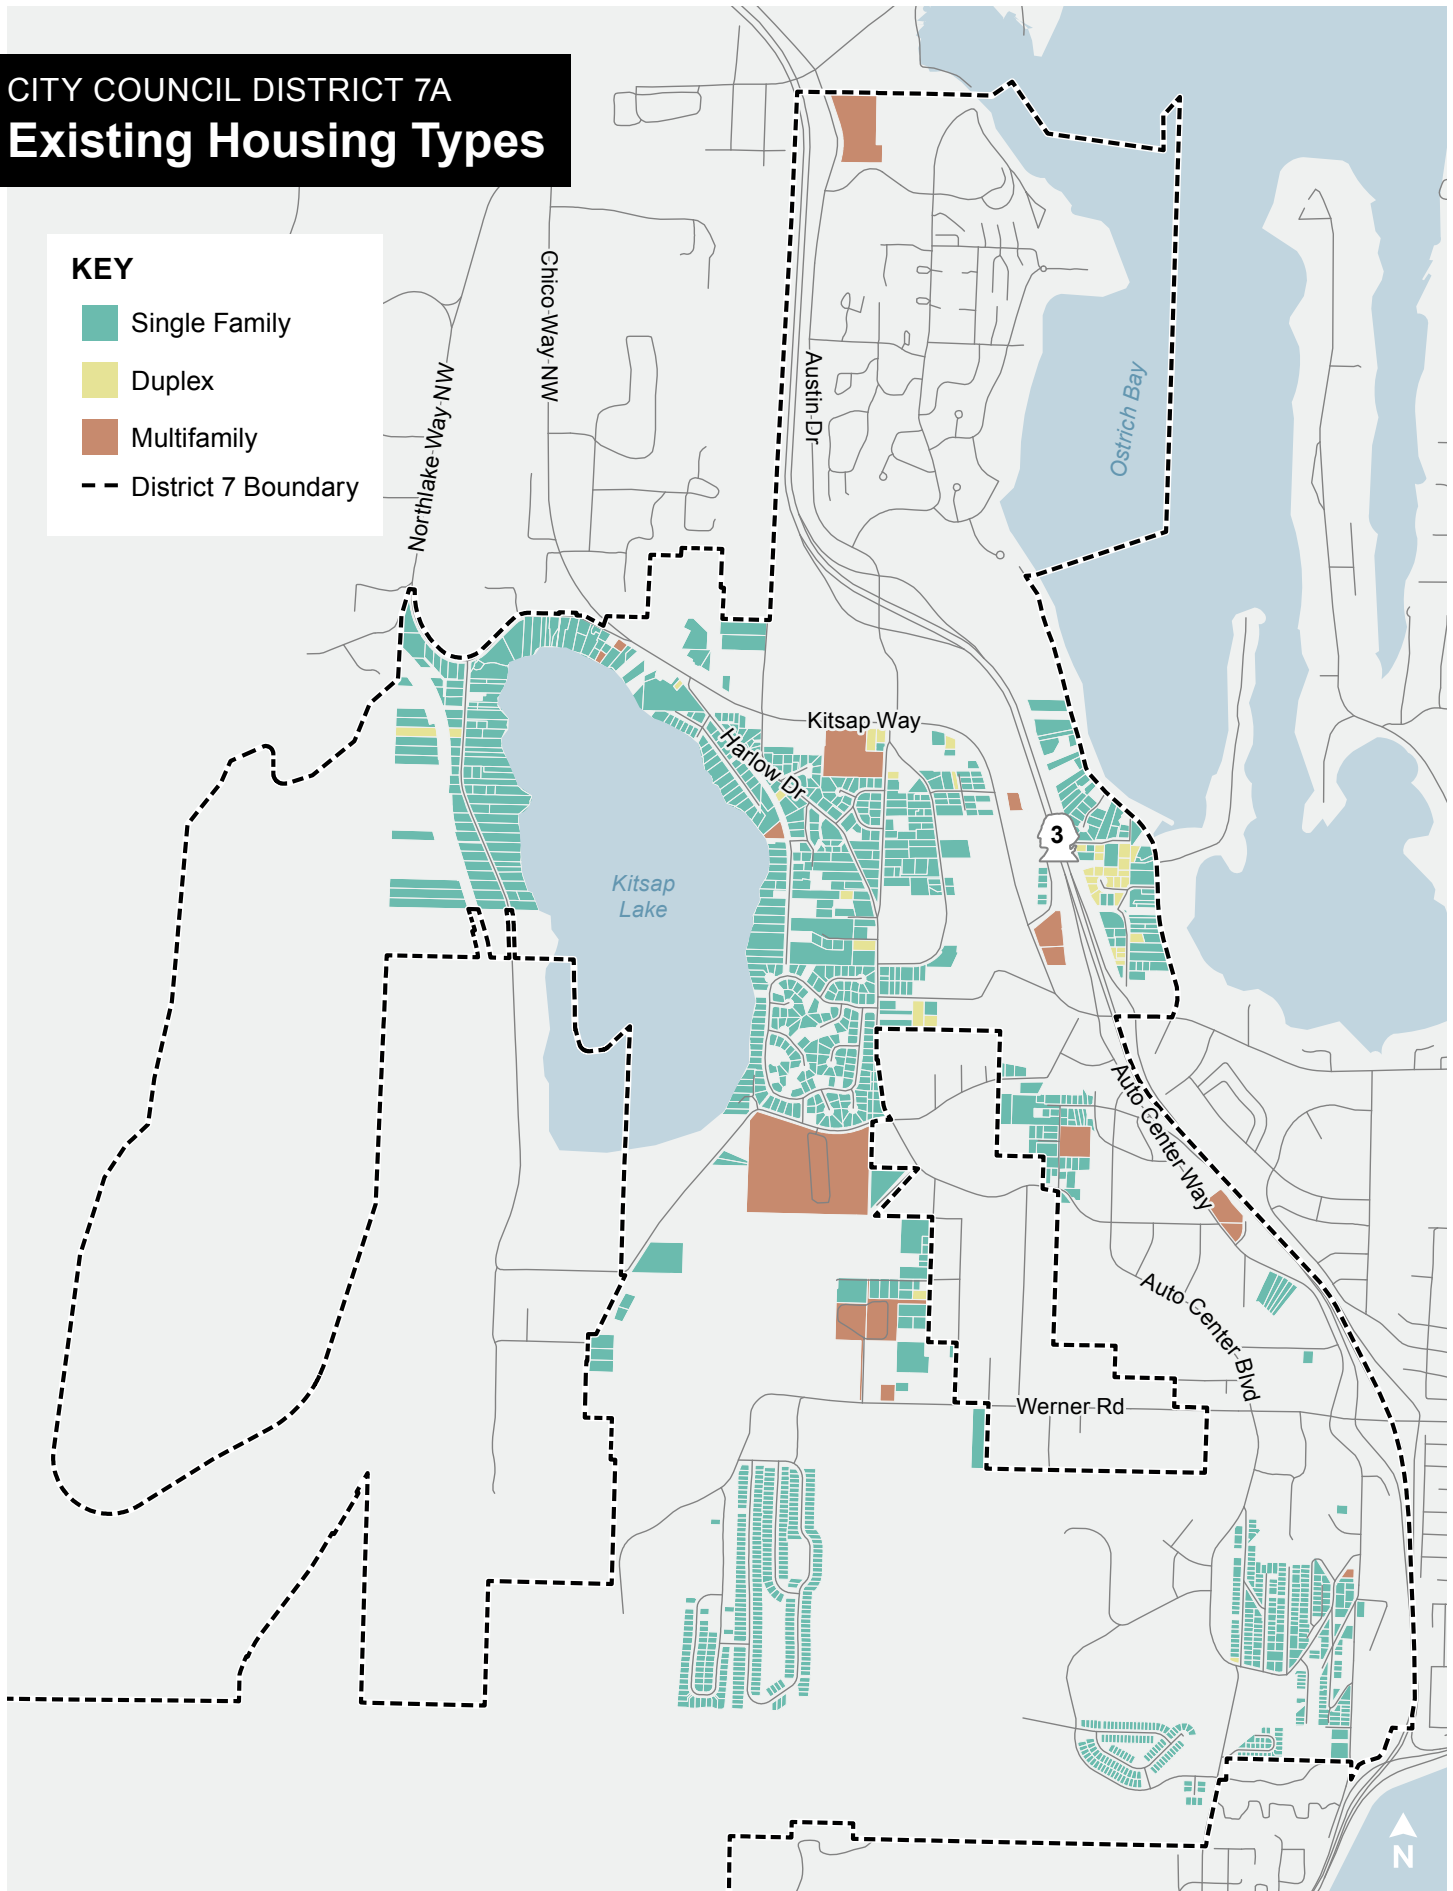 CITY COUNCIL DISTRICT 7A
Existing Housing Types
KEY
Single Family
Duplex
Multifamily
District 7 Boundary
Northlake Way NW
Chico Way NW
Austin Dr
Ostrich Bay
Kitsap Way
Harlow Dr
3
Kitsap
Lake
Auto Center Way
Auto Center Blvd
Werner Rd
N